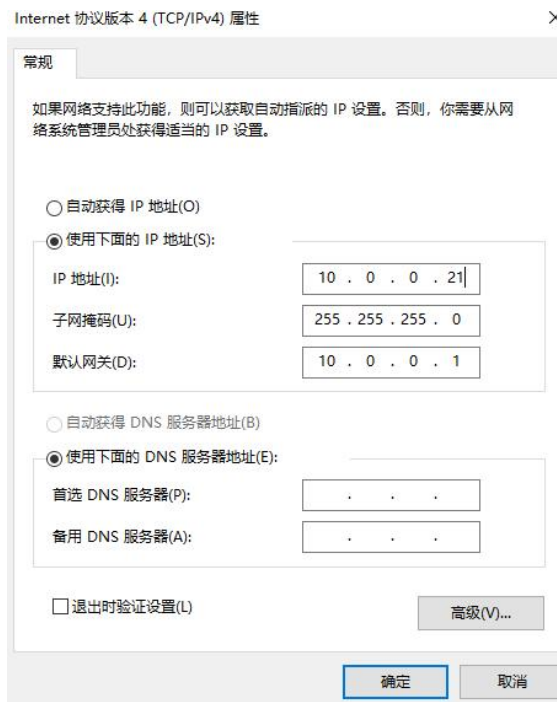 Internet 协议版本 4 (TCP/IPv4) 属性
常规
如果网络支持此功能，则可以获取自动指派的 IP 设置。否则，你需要从网
络系统管理员处获得适当的 IP 设置。
自动获得 IP 地址(O)
使用下面的 IP 地址(S):
IP 地址(I): 10 . 0 . 0 . 21
子网掩码(U): 255 . 255 . 255 . 0
默认网关(D): 10 . 0 . 0 . 1
自动获得 DNS 服务器地址(B)
使用下面的 DNS 服务器地址(E):
首选 DNS 服务器(P): . . .
备用 DNS 服务器(A): . . .
退出时验证设置(L)
高级(V)...
确定 取消